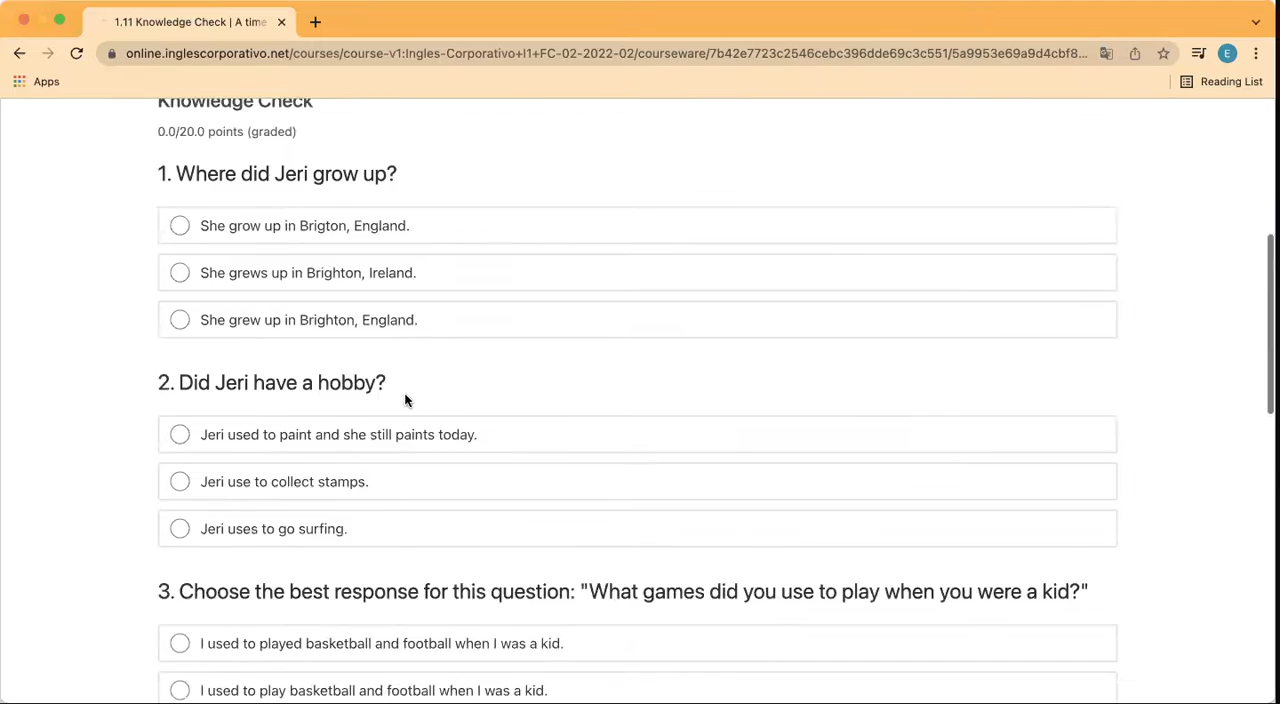 1.11 Knowledge Check | A time
online.inglescorporativo.net/courses/course-v1:Ingles-Corporativo+I1+FC-02-2022-02/courseware/7b42e7723c2546cebc396dde69c3c551/5a9953e69a9d4cbf8...
E
Apps
Reading List
Knowledge Check
0.0/20.0 points (graded)
1. Where did Jeri grow up?
She grow up in Brigton, England.
She grews up in Brighton, Ireland.
She grew up in Brighton, England.
2. Did Jeri have a hobby?
Jeri used to paint and she still paints today.
Jeri use to collect stamps.
Jeri uses to go surfing.
3. Choose the best response for this question: "What games did you use to play when you were a kid?"
I used to played basketball and football when I was a kid.
I used to play basketball and football when I was a kid.